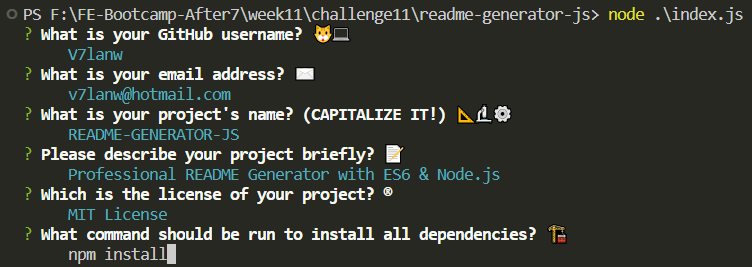 PS F:\FE-Bootcamp-After7\week11\challenge11\readme-generator-js> node .\index.js
? What is your GitHub username? 🐱💻
V7lanw
? What is your email address? ✉️
v7lanw@hotmail.com
? What is your project's name? (CAPITALIZE IT!) 📐🔬⚙️
README-GENERATOR-JS
? Please describe your project briefly? 📝
Professional README Generator with ES6 & Node.js
? Which is the license of your project? ®
MIT License
? What command should be run to install all dependencies? 🏗️
npm install